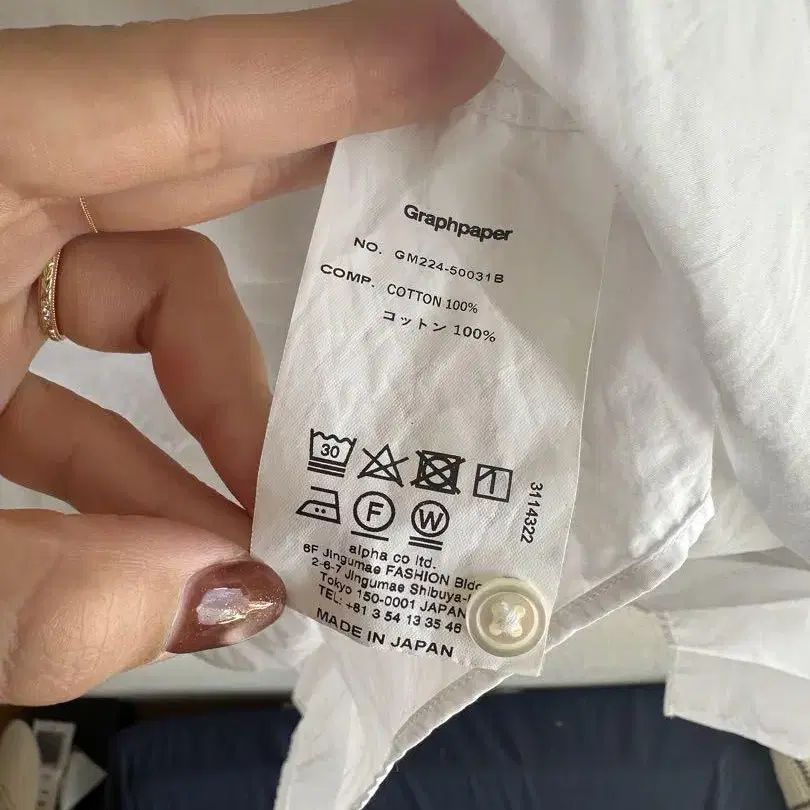 Graphpaper
NO. GM224-50031B
COMP. COTTON 100%
コットン 100%
30
F W
3114322
alpha co ltd.
6F Jingumae FASHION Bldg
2-6-7 Jingumae Shibuya-
Tokyo 150-0001 JAPAN
TEL: +81 3 54 13 35 46
MADE IN JAPAN